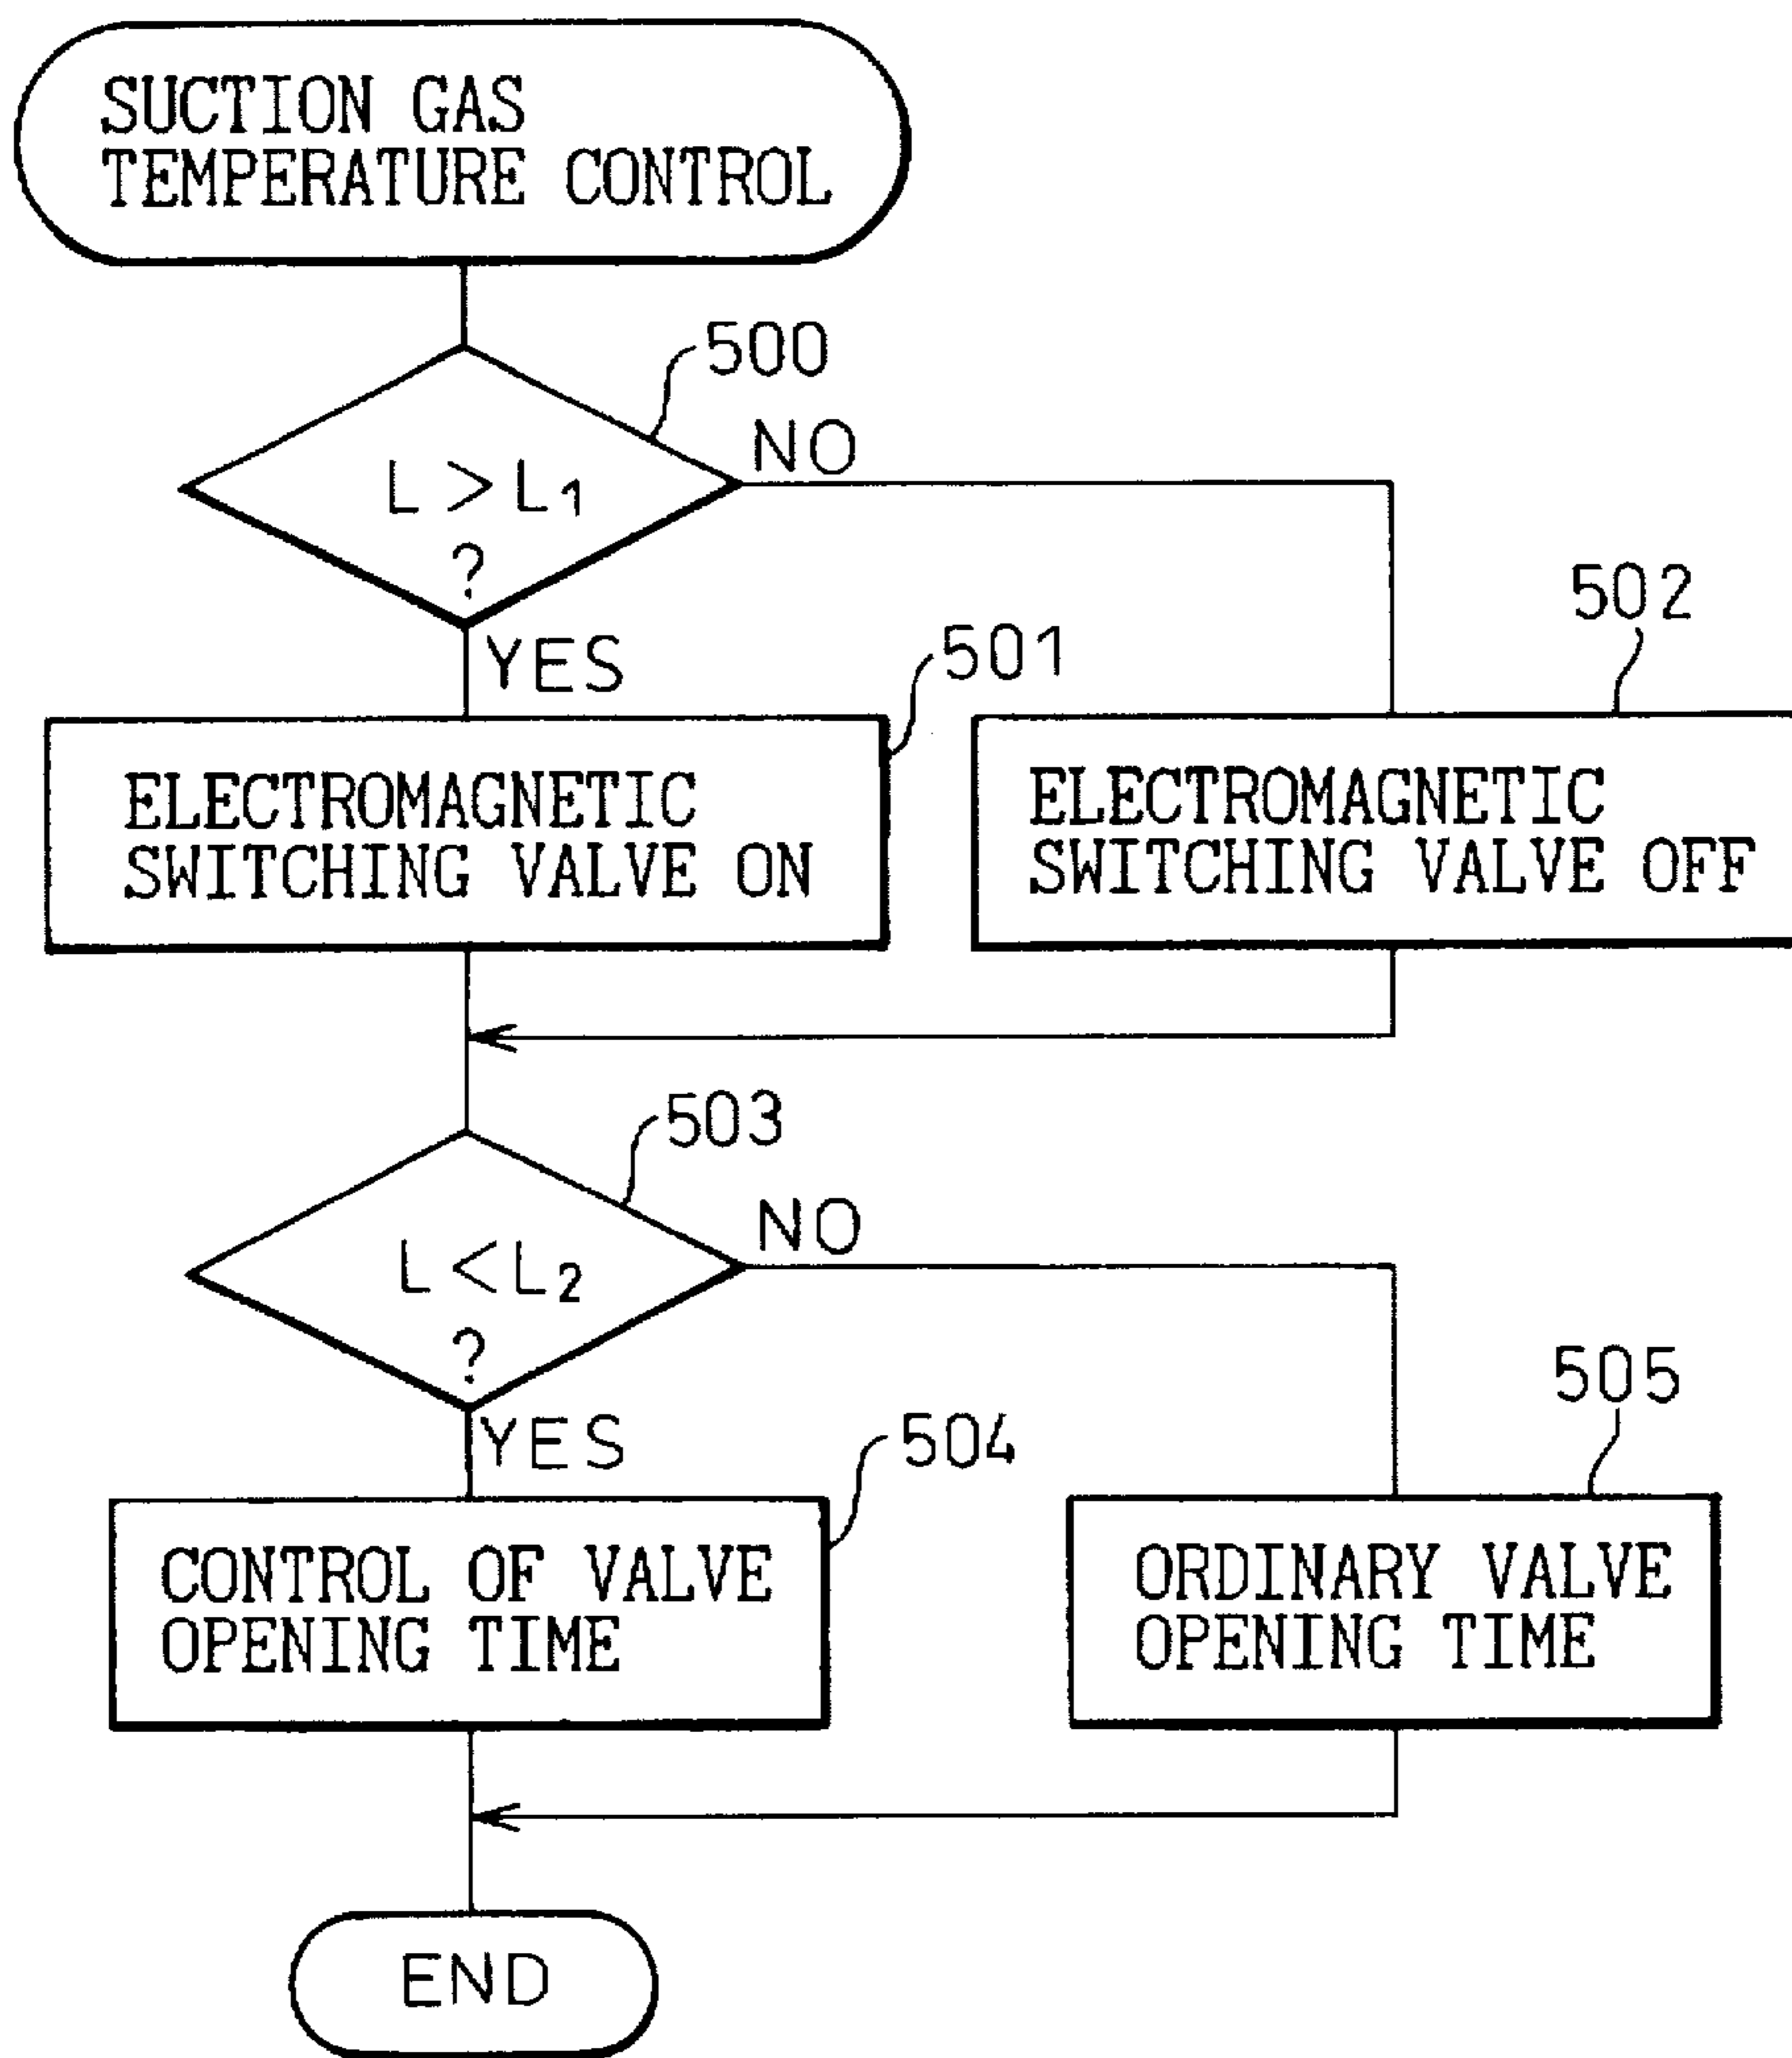 SUCTION GAS
TEMPERATURE CONTROL
500
L > L1
?
NO
YES
501
502
ELECTROMAGNETIC
SWITCHING VALVE ON
ELECTROMAGNETIC
SWITCHING VALVE OFF
503
L < L2
?
NO
YES
504
505
CONTROL OF VALVE
OPENING TIME
ORDINARY VALVE
OPENING TIME
END